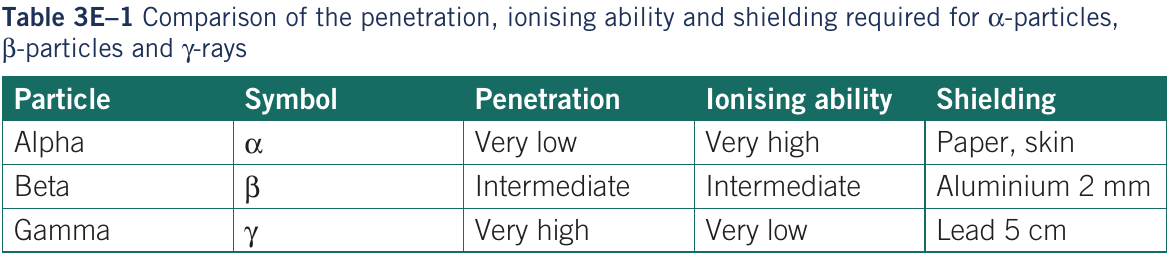 Table 3E–1 Comparison of the penetration, ionising ability and shielding required for α-particles,
β-particles and γ-rays
Particle Symbol Penetration Ionising ability Shielding
Alpha α Very low Very high Paper, skin
Beta β Intermediate Intermediate Aluminium 2 mm
Gamma γ Very high Very low Lead 5 cm